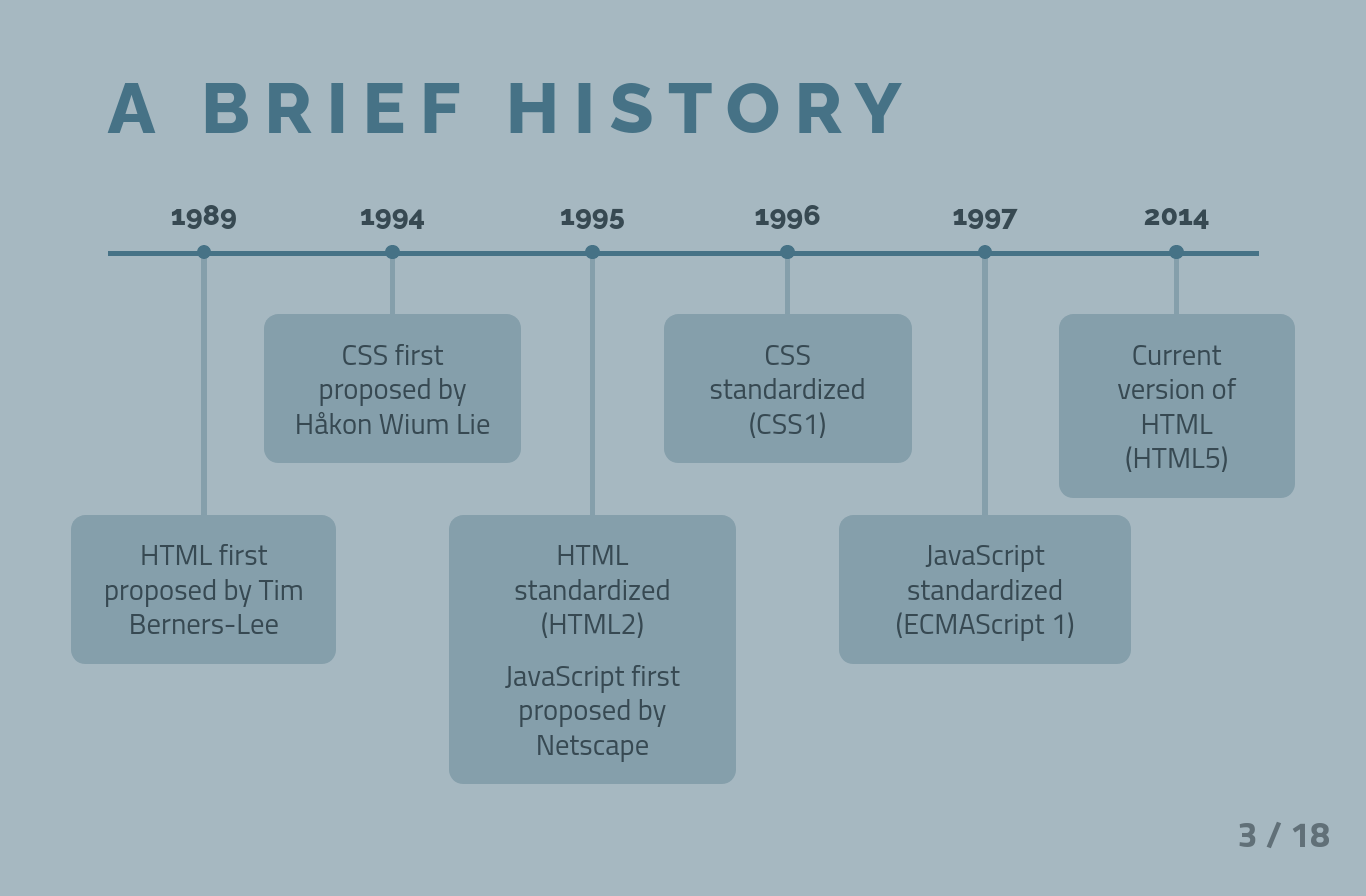 A BRIEF HISTORY
1989
1994
1995
1996
1997
2014
CSS first
proposed by
Håkon Wium Lie
CSS
standardized
(CSS1)
Current
version of
HTML
(HTML5)
HTML first
proposed by Tim
Berners-Lee
HTML
standardized
(HTML2)
JavaScript first
proposed by
Netscape
JavaScript
standardized
(ECMAScript 1)
3 / 18